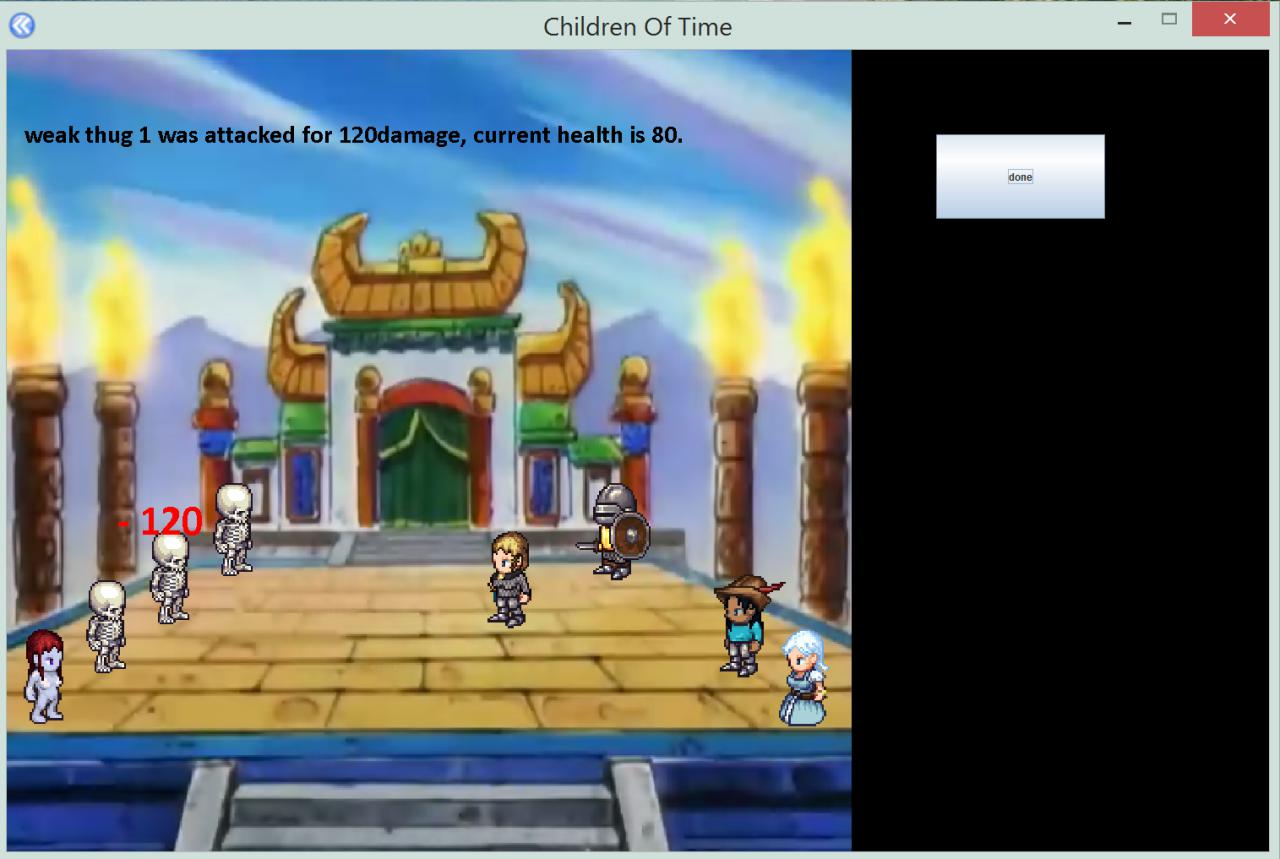 Children Of Time
weak thug 1 was attacked for 120damage, current health is 80.
done
- 120